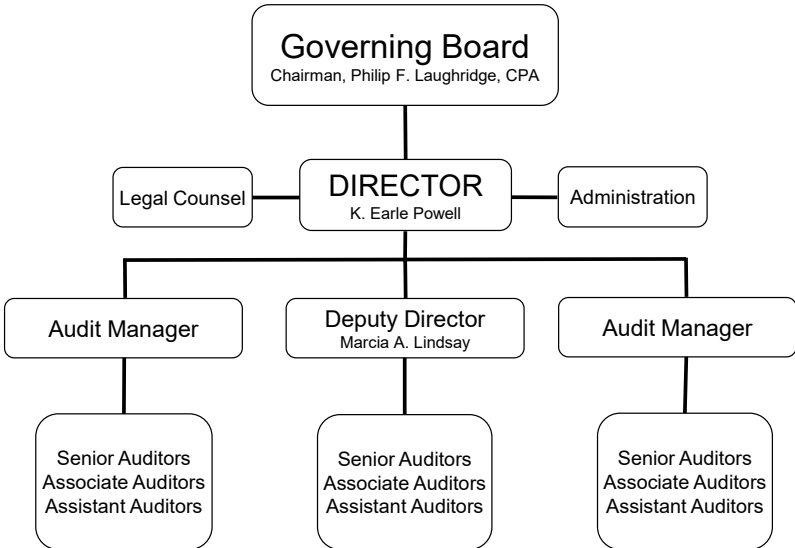 Governing Board
Chairman, Philip F. Laughridge, CPA
Legal Counsel
DIRECTOR
K. Earle Powell
Administration
Audit Manager
Deputy Director
Marcia A. Lindsay
Audit Manager
Senior Auditors
Associate Auditors
Assistant Auditors
Senior Auditors
Associate Auditors
Assistant Auditors
Senior Auditors
Associate Auditors
Assistant Auditors